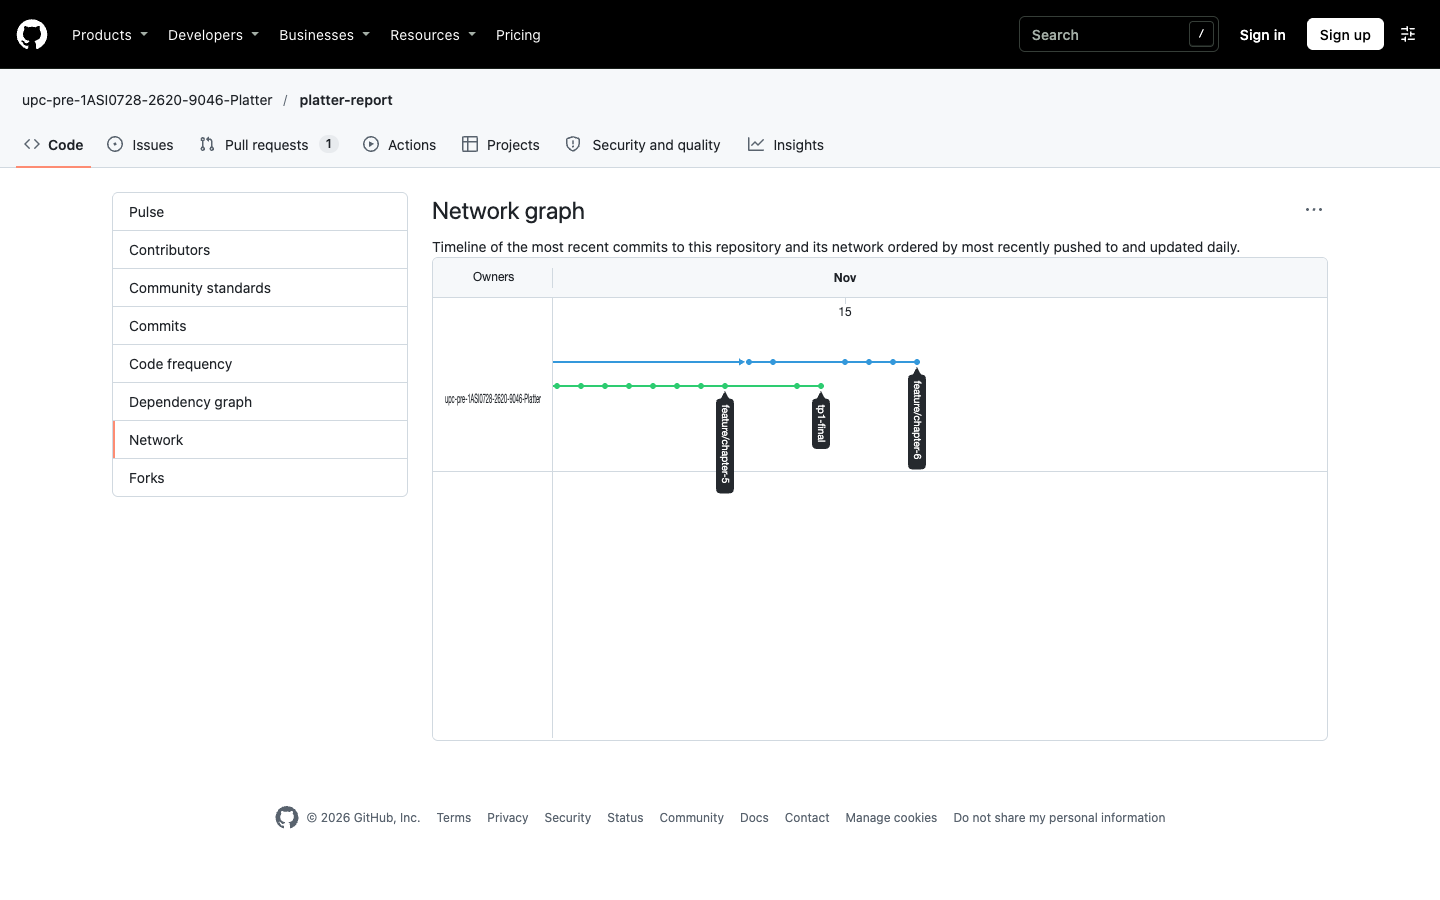 Products Developers Businesses Resources Pricing Search / Sign in Sign up
upc-pre-1ASI0728-2620-9046-Platter / platter-report
Code Issues Pull requests 1 Actions Projects Security and quality Insights
Pulse
Contributors
Community standards
Commits
Code frequency
Dependency graph
Network
Forks
Network graph
Timeline of the most recent commits to this repository and its network ordered by most recently pushed to and updated daily.
Owners Nov
15
upc-pre-1ASI0728-2620-9046-Platter
feature/chapter-5
tp1-final
feature/chapter-6
© 2026 GitHub, Inc. Terms Privacy Security Status Community Docs Contact Manage cookies Do not share my personal information